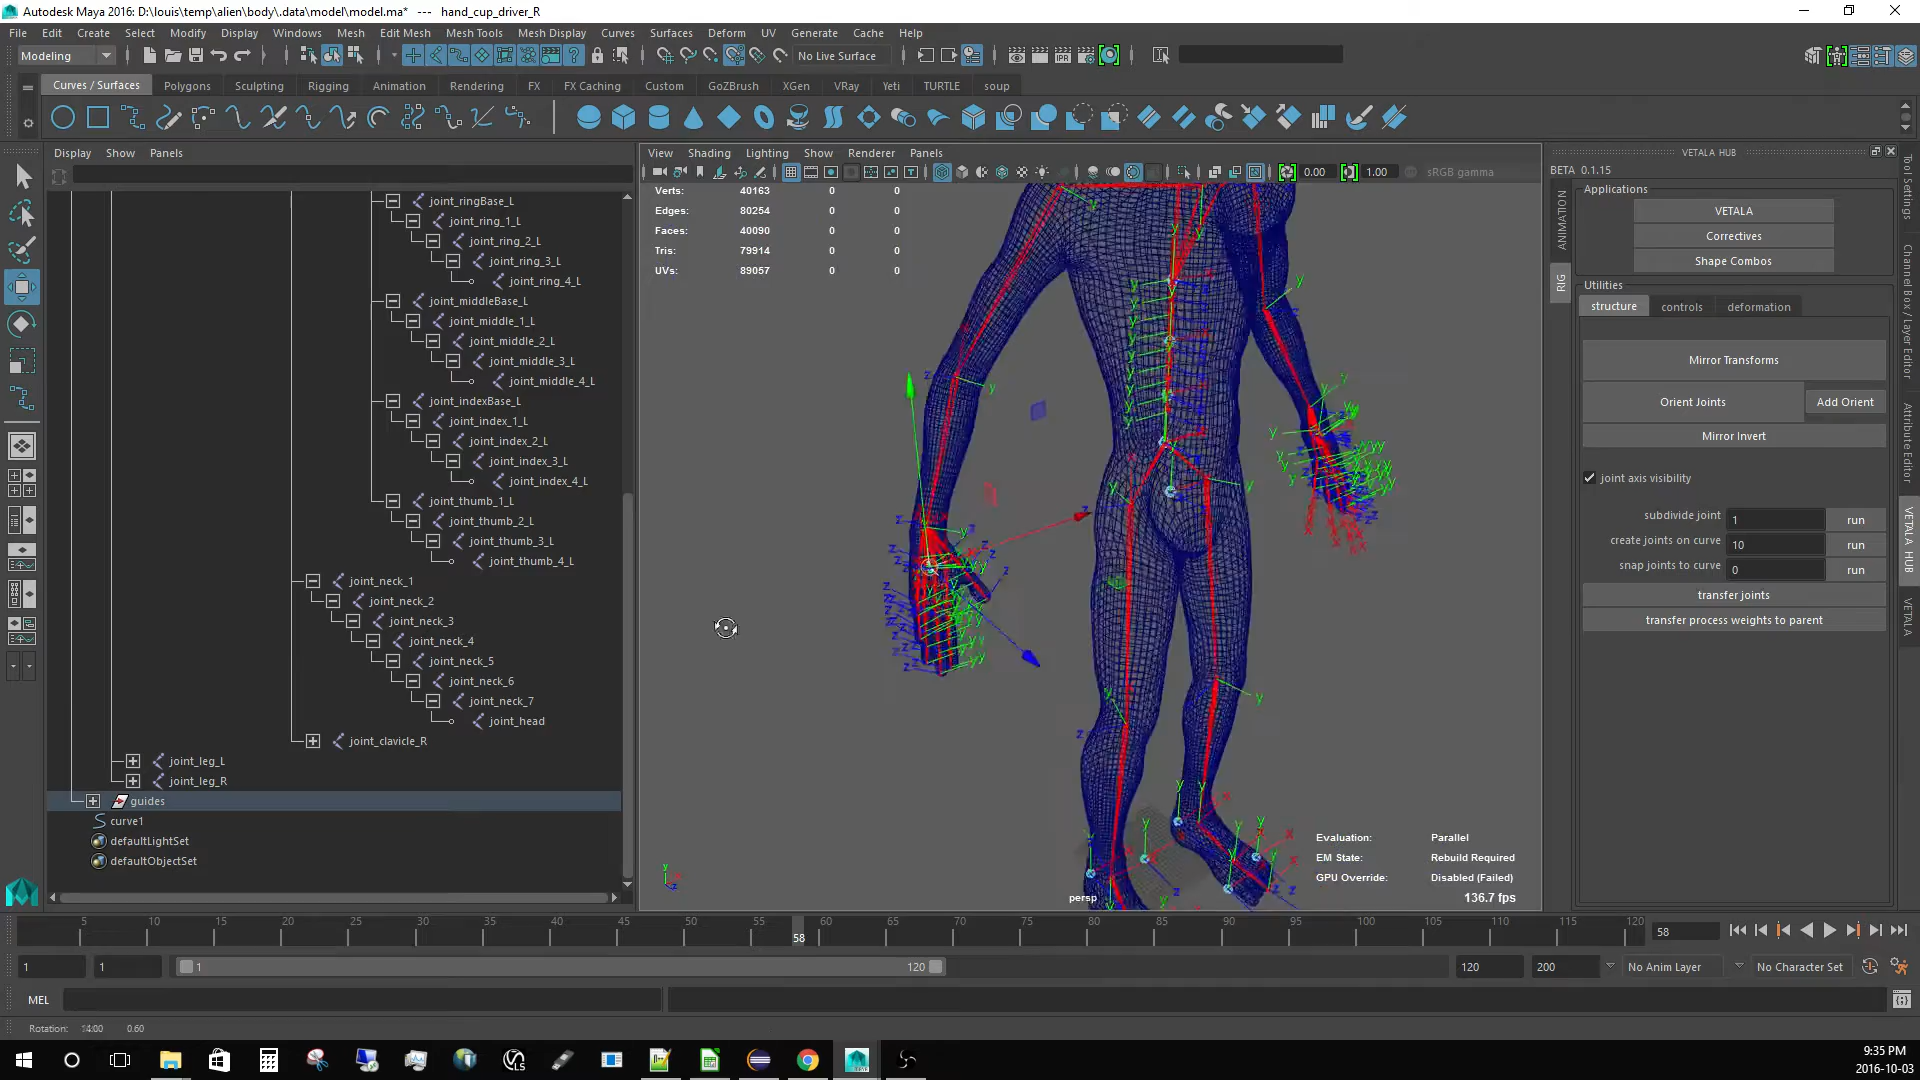 Autodesk Maya 2016: D:\louis\temp\alien\body\.data\model\model.ma* --- hand_cup_driver_R
File Edit Create Select Modify Display Windows Mesh Edit Mesh Mesh Tools Mesh Display Curves Surfaces Deform UV Generate Cache Help
Modeling
No Live Surface
IPR
Curves / Surfaces Polygons Sculpting Rigging Animation Rendering FX FX Caching Custom GoZBrush XGen VRay Yeti TURTLE soup
Display Show Panels
joint_ringBase_L
joint_ring_1_L
joint_ring_2_L
joint_ring_3_L
joint_ring_4_L
joint_middleBase_L
joint_middle_1_L
joint_middle_2_L
joint_middle_3_L
joint_middle_4_L
joint_indexBase_L
joint_index_1_L
joint_index_2_L
joint_index_3_L
joint_index_4_L
joint_thumb_1_L
joint_thumb_2_L
joint_thumb_3_L
joint_thumb_4_L
joint_neck_1
joint_neck_2
joint_neck_3
joint_neck_4
joint_neck_5
joint_neck_6
joint_neck_7
joint_head
joint_clavicle_R
joint_leg_L
joint_leg_R
guides
curve1
defaultLightSet
defaultObjectSet
View Shading Lighting Show Renderer Panels
0.00 1.00 sRGB gamma
Verts: 40163 0 0
Edges: 80254 0 0
Faces: 40090 0 0
Tris: 79914 0 0
UVs: 89057 0 0
Evaluation: Parallel
EM State: Rebuild Required
GPU Override: Disabled (Failed)
136.7 fps
persp
VETALA HUB
BETA 0.1.15
ANIMATION
RIG
Applications
VETALA
Correctives
Shape Combos
Utilities
structure controls deformation
Mirror Transforms
Orient Joints Add Orient
Mirror Invert
joint axis visibility
subdivide joint 1 run
create joints on curve 10 run
snap joints to curve 0 run
transfer joints
transfer process weights to parent
Tool Settings
Channel Box / Layer Editor
Attribute Editor
VETALA HUB
VETALA
5 10 15 20 25 30 35 40 45 50 55 60 65 70 75 80 85 90 95 100 105 110 115 120
58
58
1 1 1 120 120 200 No Anim Layer No Character Set
MEL
Rotation: 14.00 0.60
9:35 PM
2016-10-03